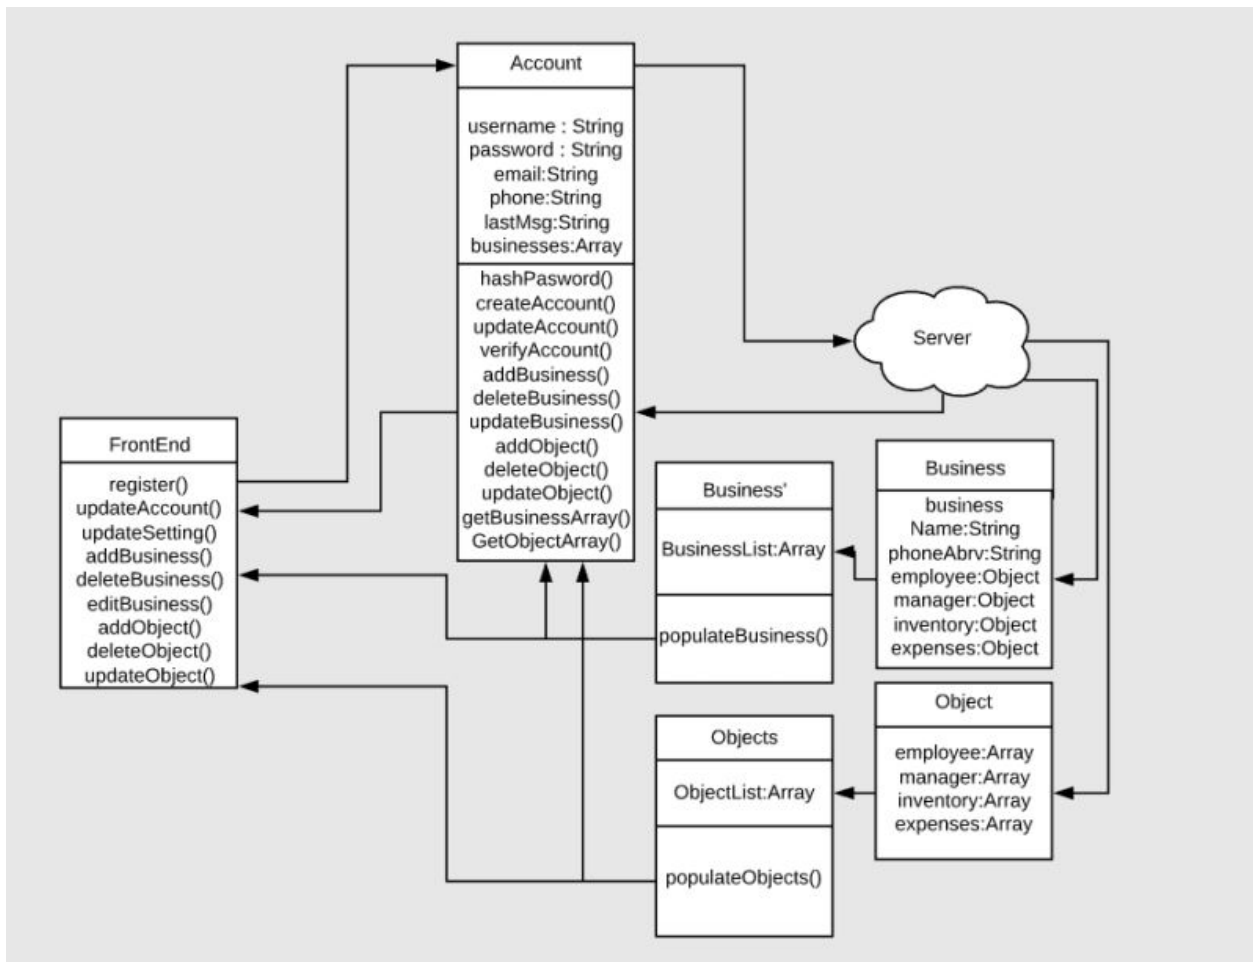 Account
username : String
password : String
email:String
phone:String
lastMsg:String
businesses:Array
hashPasword()
createAccount()
updateAccount()
verifyAccount()
addBusiness()
deleteBusiness()
updateBusiness()
addObject()
deleteObject()
updateObject()
getBusinessArray()
GetObjectArray()
Server
FrontEnd
register()
updateAccount()
updateSetting()
addBusiness()
deleteBusiness()
editBusiness()
addObject()
deleteObject()
updateObject()
Business'
BusinessList:Array
populateBusiness()
Business
business
Name:String
phoneAbrv:String
employee:Object
manager:Object
inventory:Object
expenses:Object
Objects
ObjectList:Array
populateObjects()
Object
employee:Array
manager:Array
inventory:Array
expenses:Array